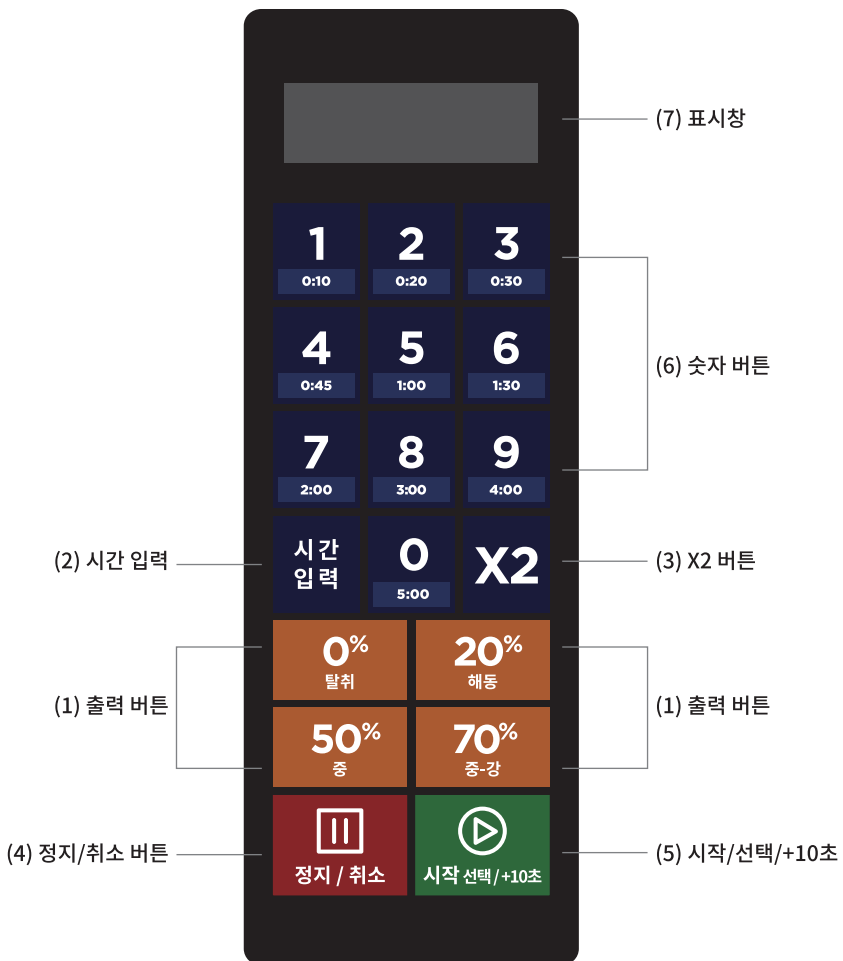 (7) 표시창
1 2 3
0:10 0:20 0:30
4 5 6
0:45 1:00 1:30
(6) 숫자 버튼
7 8 9
2:00 3:00 4:00
(2) 시간 입력
시간
입력
0
5:00
X2
(3) X2 버튼
0% 20%
탈취 해동
(1) 출력 버튼
(1) 출력 버튼
50% 70%
중 중-강
(4) 정지/취소 버튼
정지 / 취소
시작 선택/+10초
(5) 시작/선택/+10초